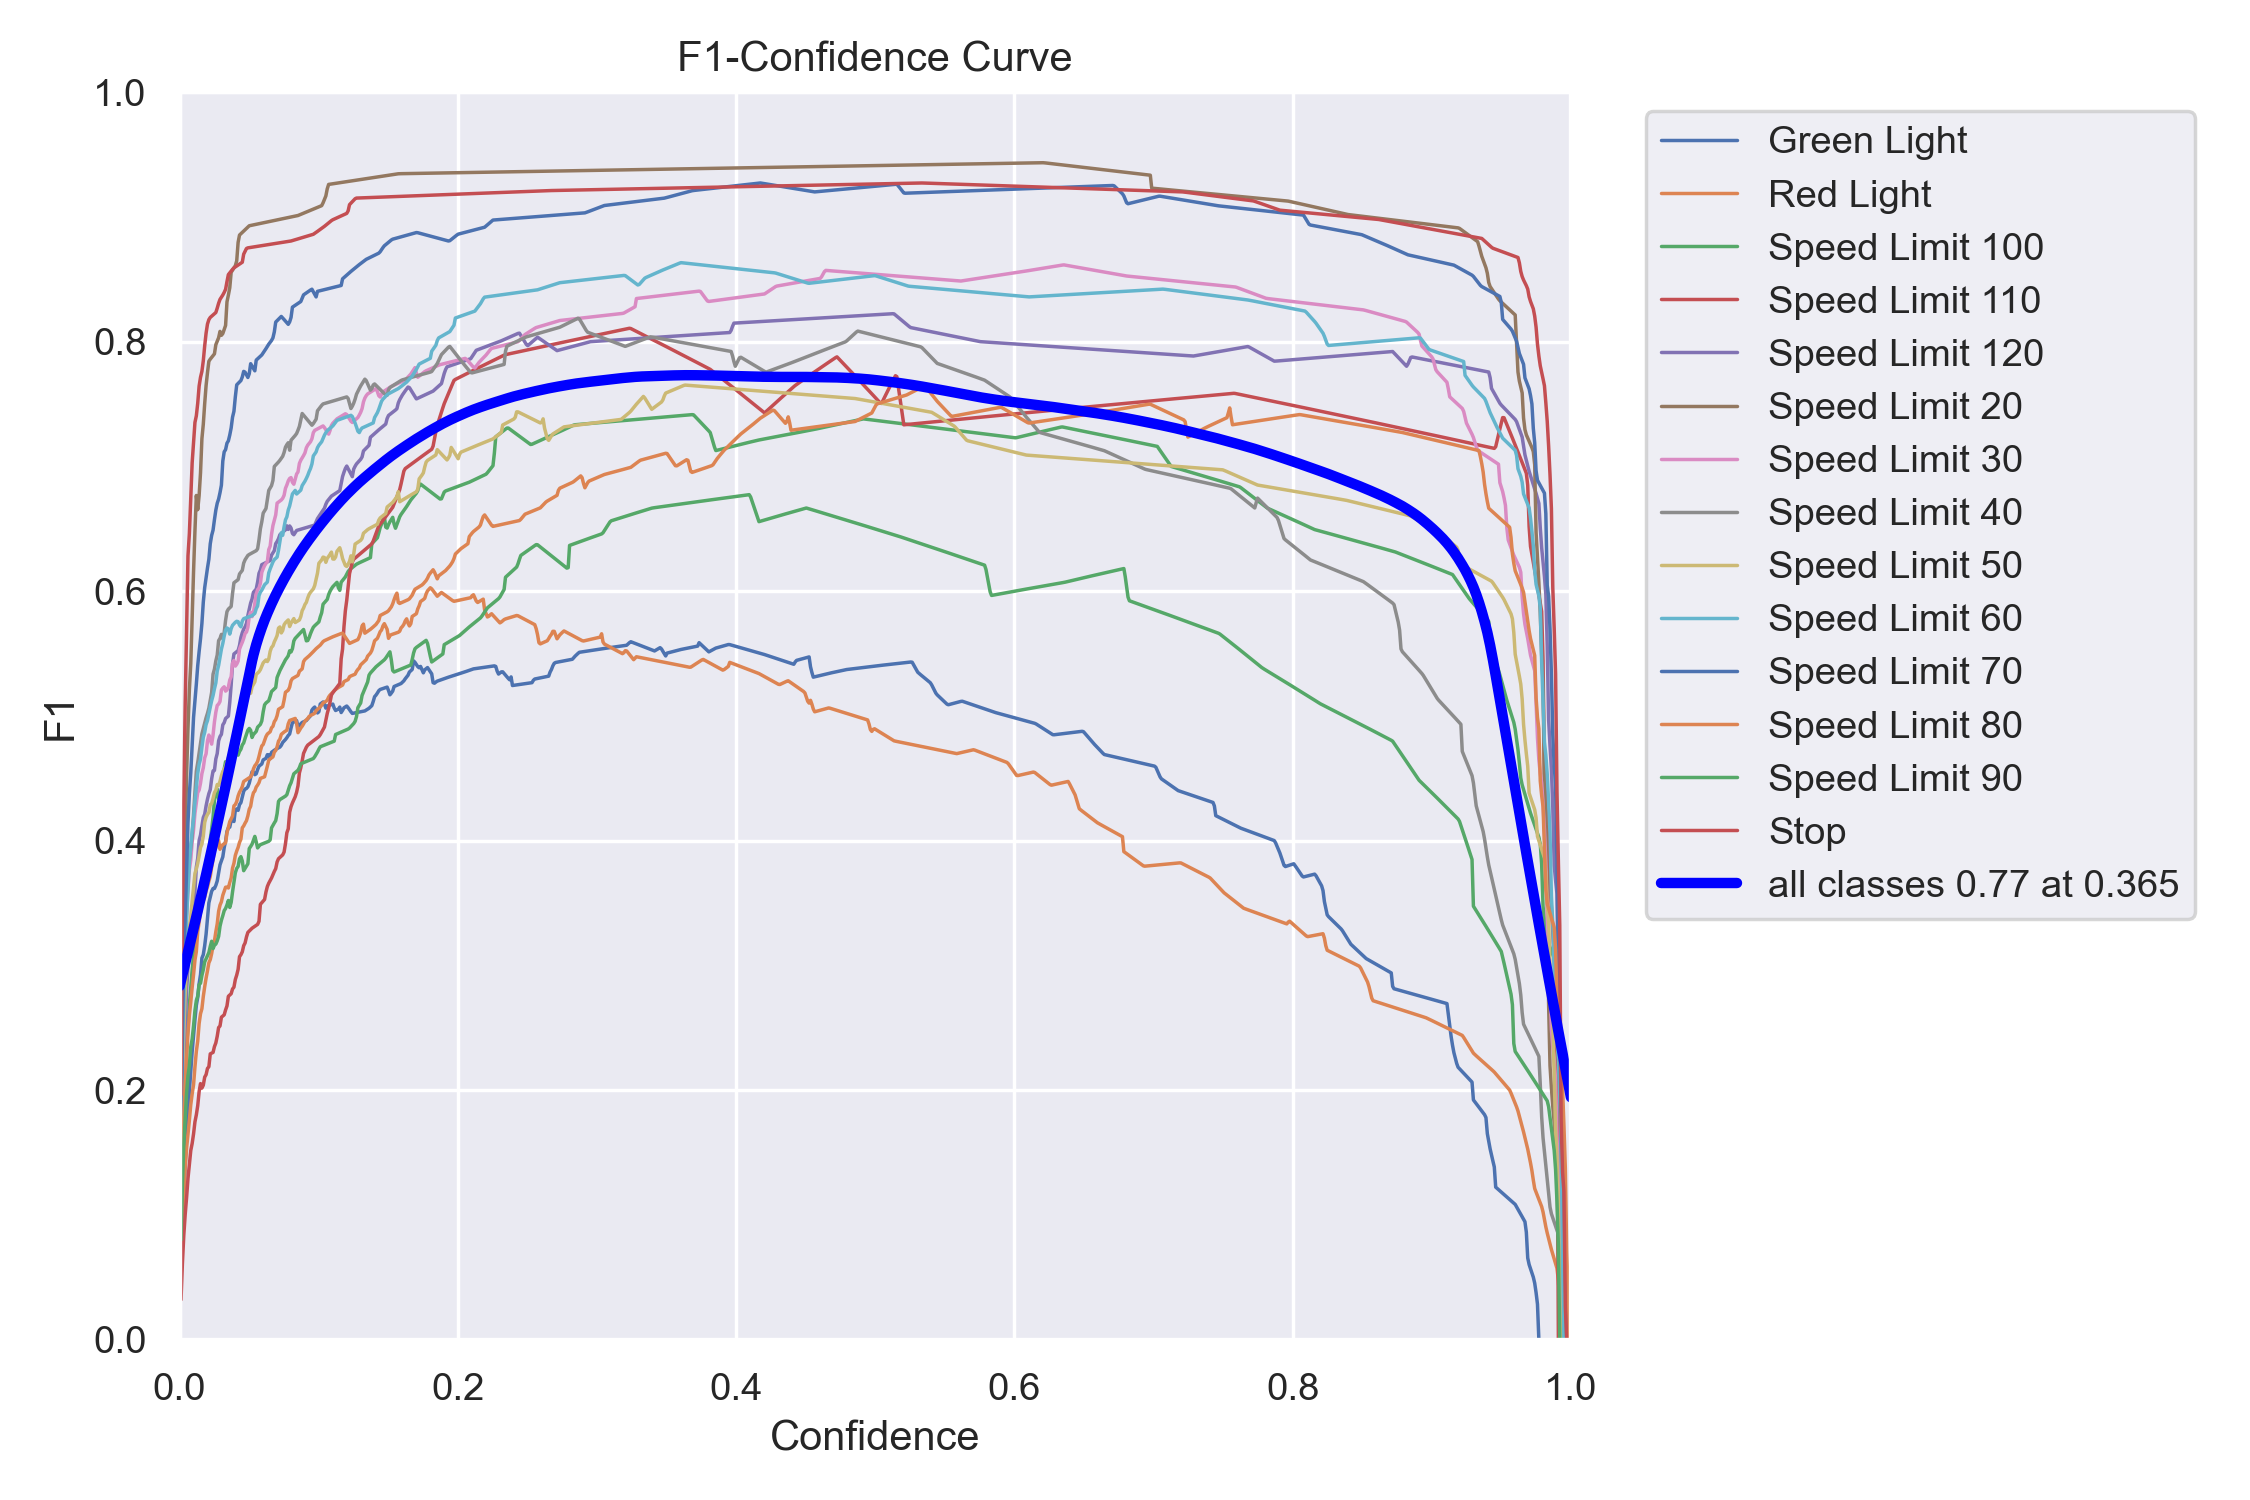 F1-Confidence Curve
1.0
0.8
0.6
0.4
0.2
0.0
F1
0.0 0.2 0.4 0.6 0.8 1.0
Confidence
Green Light
Red Light
Speed Limit 100
Speed Limit 110
Speed Limit 120
Speed Limit 20
Speed Limit 30
Speed Limit 40
Speed Limit 50
Speed Limit 60
Speed Limit 70
Speed Limit 80
Speed Limit 90
Stop
all classes 0.77 at 0.365